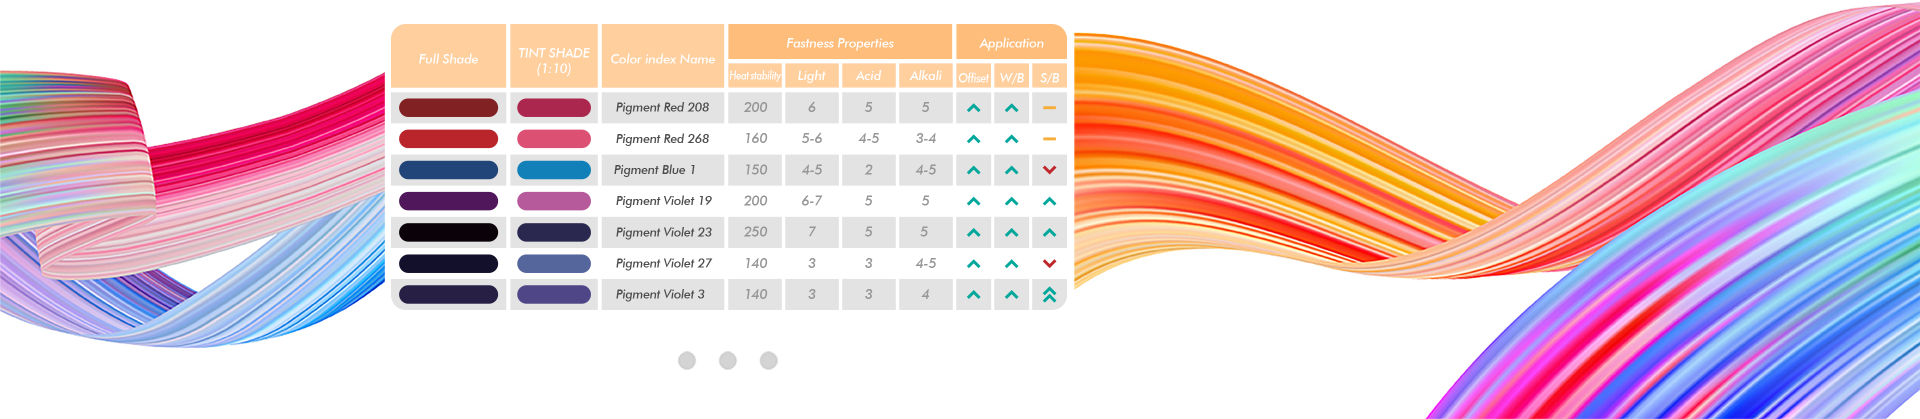 Full Shade TINT SHADE (1:10) Color index Name Fastness Properties Application
Heat stability Light Acid Alkali Offiset W/B S/B
Pigment Red 208 200 6 5 5
Pigment Red 268 160 5-6 4-5 3-4
Pigment Blue 1 150 4-5 2 4-5
Pigment Violet 19 200 6-7 5 5
Pigment Violet 23 250 7 5 5
Pigment Violet 27 140 3 3 4-5
Pigment Violet 3 140 3 3 4